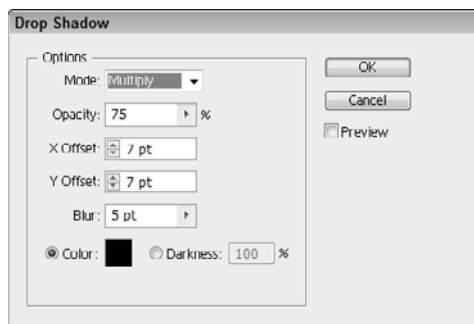 Drop Shadow
Options
Mode: Multiply
Opacity: 75 %
X Offset: 7 pt
Y Offset: 7 pt
Blur: 5 pt
Color: Darkness: 100 %
OK
Cancel
Preview